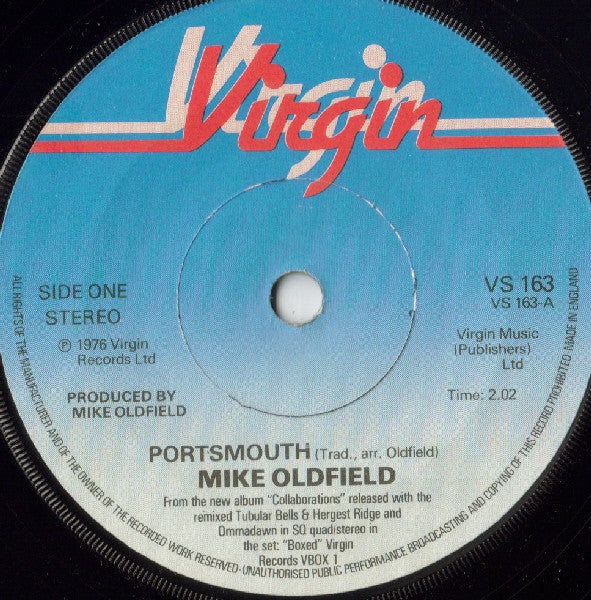 Virgin
SIDE ONE
STEREO
℗ 1976 Virgin
Records Ltd
PRODUCED BY
MIKE OLDFIELD
VS 163
VS 163-A
Virgin Music
(Publishers)
Ltd
Time: 2.02
PORTSMOUTH (Trad., arr. Oldfield)
MIKE OLDFIELD
From the new album "Collaborations" released with the
remixed Tubular Bells & Hergest Ridge and
Ommadawn in SQ quadistereo in
the set: "Boxed" Virgin
Records VBOX 1
ALL RIGHTS OF THE MANUFACTURER AND OF THE OWNER OF THE RECORDED WORK RESERVED·UNAUTHORISED PUBLIC PERFORMANCE BROADCASTING AND COPYING OF THIS RECORD PROHIBITED MADE IN ENGLAND